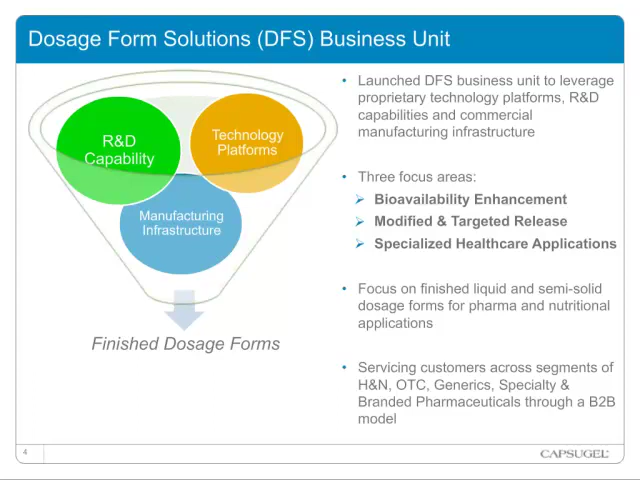 Dosage Form Solutions (DFS) Business Unit
R&D
Capability
Technology
Platforms
Manufacturing
Infrastructure
Finished Dosage Forms
• Launched DFS business unit to leverage
proprietary technology platforms, R&D
capabilities and commercial
manufacturing infrastructure
• Three focus areas:
➢ Bioavailability Enhancement
➢ Modified & Targeted Release
➢ Specialized Healthcare Applications
• Focus on finished liquid and semi-solid
dosage forms for pharma and nutritional
applications
• Servicing customers across segments of
H&N, OTC, Generics, Specialty &
Branded Pharmaceuticals through a B2B
model
4
CAPSUGEL